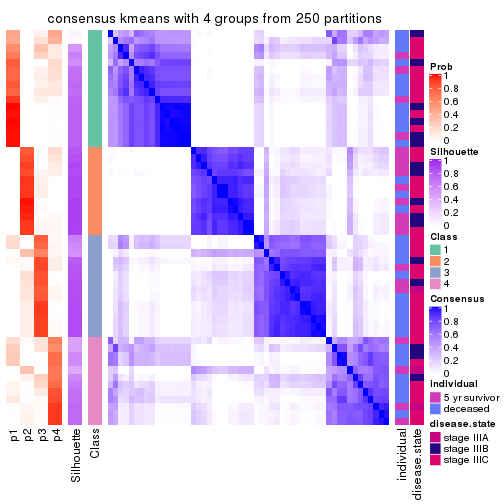 consensus kmeans with 4 groups from 250 partitions
p1
p2
p3
p4
Silhouette
Class
individual
disease.state
Prob
1
0.8
0.6
0.4
0.2
0
Silhouette
1
0.8
0.6
0.4
0.2
0
Class
1
2
3
4
Consensus
1
0.8
0.6
0.4
0.2
0
individual
5 yr survivor
deceased
disease.state
stage IIIA
stage IIIB
stage IIIC